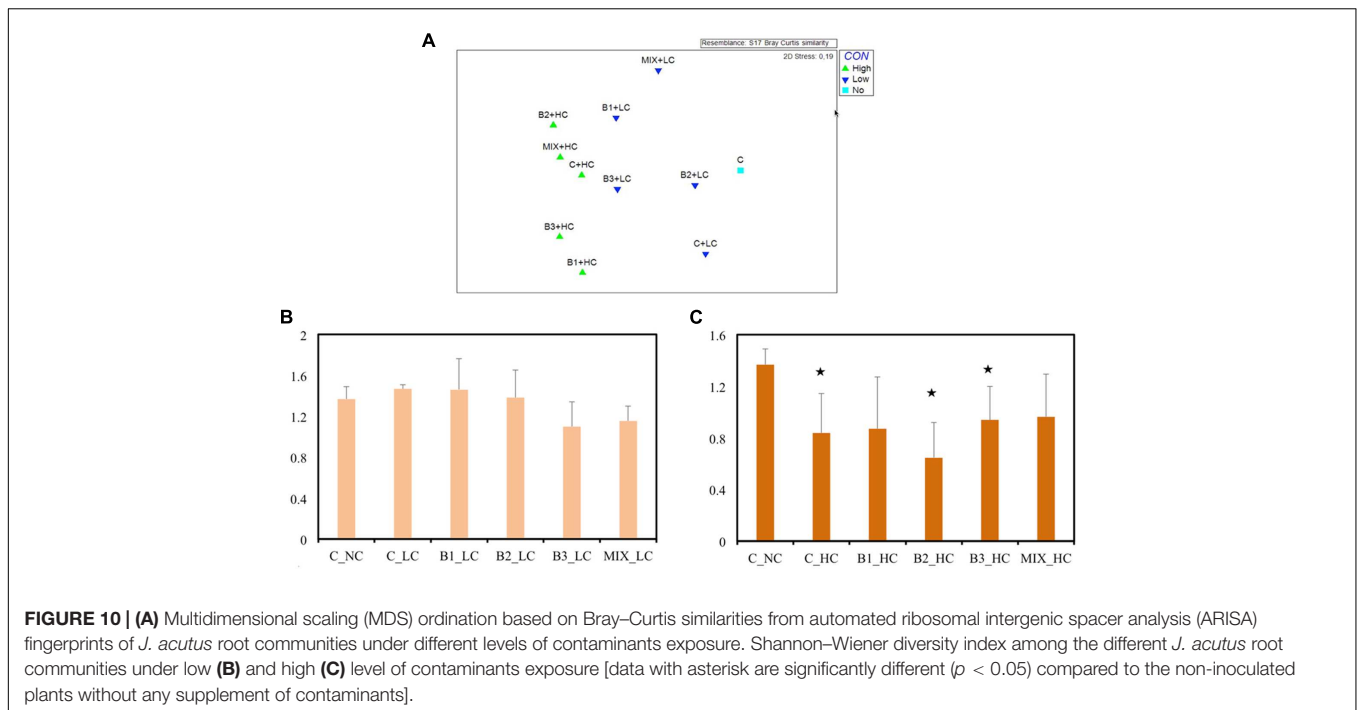 A
Resemblance: S17 Bray Curtis similarity
2D Stress: 0,19
CON
High
Low
No
MIX+LC
B1+LC
B2+HC
MIX+HC
C+HC
B3+LC
B2+LC
C
C+LC
B3+HC
B1+HC
B
2
1.6
1.2
0.8
0.4
0
C_NC C_LC B1_LC B2_LC B3_LC MIX_LC
C
1.6
1.2
0.8
0.4
0
C_NC C_HC B1_HC B2_HC B3_HC MIX_HC
FIGURE 10 | (A) Multidimensional scaling (MDS) ordination based on Bray–Curtis similarities from automated ribosomal intergenic spacer analysis (ARISA)
fingerprints of J. acutus root communities under different levels of contaminants exposure. Shannon–Wiener diversity index among the different J. acutus root
communities under low (B) and high (C) level of contaminants exposure [data with asterisk are significantly different (p < 0.05) compared to the non-inoculated
plants without any supplement of contaminants].